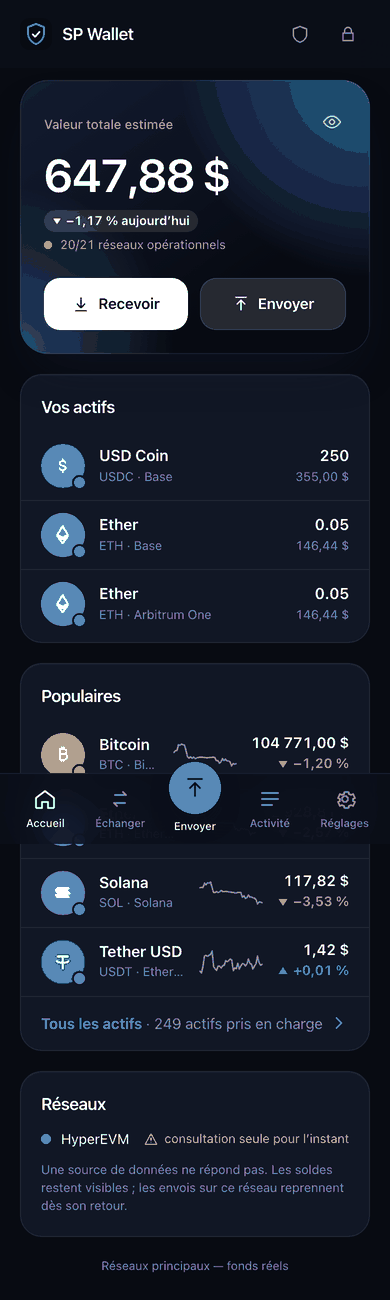 SP Wallet
Valeur totale estimée
647,88 $
▼ −1,17 % aujourd’hui
20/21 réseaux opérationnels
Recevoir
Envoyer
Vos actifs
USD Coin 250
USDC · Base 355,00 $
Ether 0.05
ETH · Base 146,44 $
Ether 0.05
ETH · Arbitrum One 146,44 $
Populaires
Bitcoin 104 771,00 $
BTC · Bi... ▼ −1,20 %
Accueil Échanger Envoyer Activité Réglages
Solana 117,82 $
SOL · Solana ▼ −3,53 %
Tether USD 1,42 $
USDT · Ether... ▲ +0,01 %
Tous les actifs · 249 actifs pris en charge
Réseaux
HyperEVM consultation seule pour l’instant
Une source de données ne répond pas. Les soldes
restent visibles ; les envois sur ce réseau reprennent
dès son retour.
Réseaux principaux — fonds réels